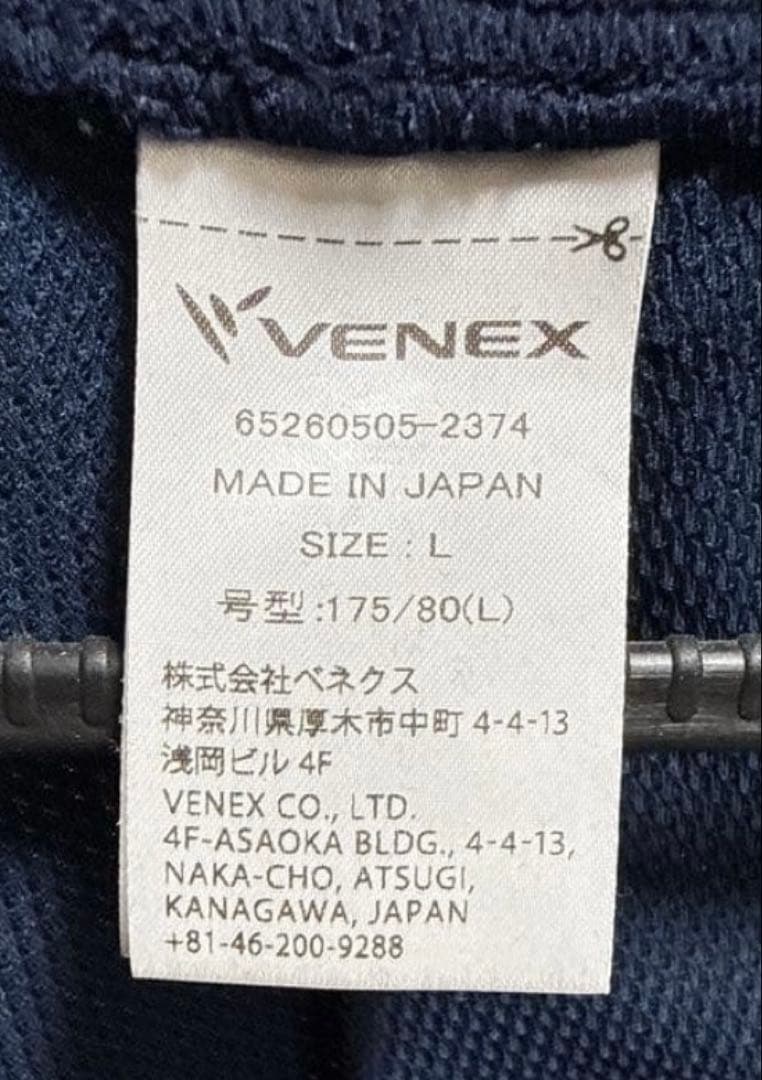 VENEX
65260505-2374
MADE IN JAPAN
SIZE : L
号型:175/80(L)
株式会社ベネクス
神奈川県厚木市中町 4-4-13
浅岡ビル 4F
VENEX CO., LTD.
4F-ASAOKA BLDG., 4-4-13,
NAKA-CHO, ATSUGI,
KANAGAWA, JAPAN
+81-46-200-9288